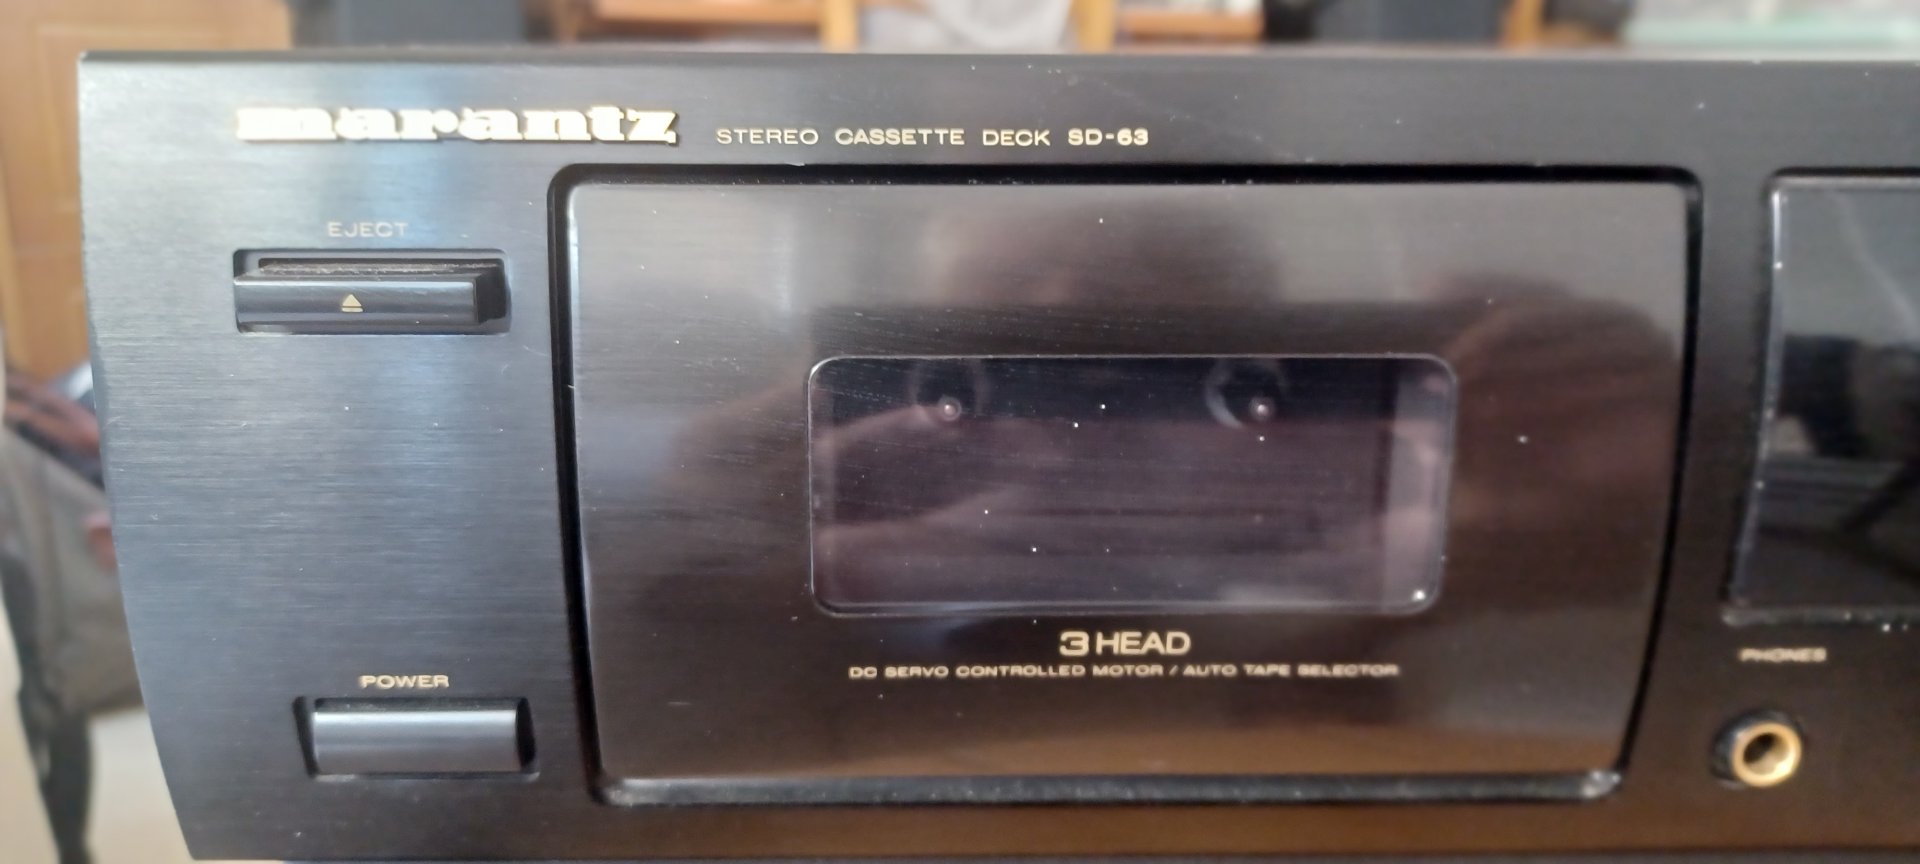 marantz STEREO CASSETTE DECK SD-63
EJECT
3 HEAD
DC SERVO CONTROLLED MOTOR / AUTO TAPE SELECTOR
PHONES
POWER